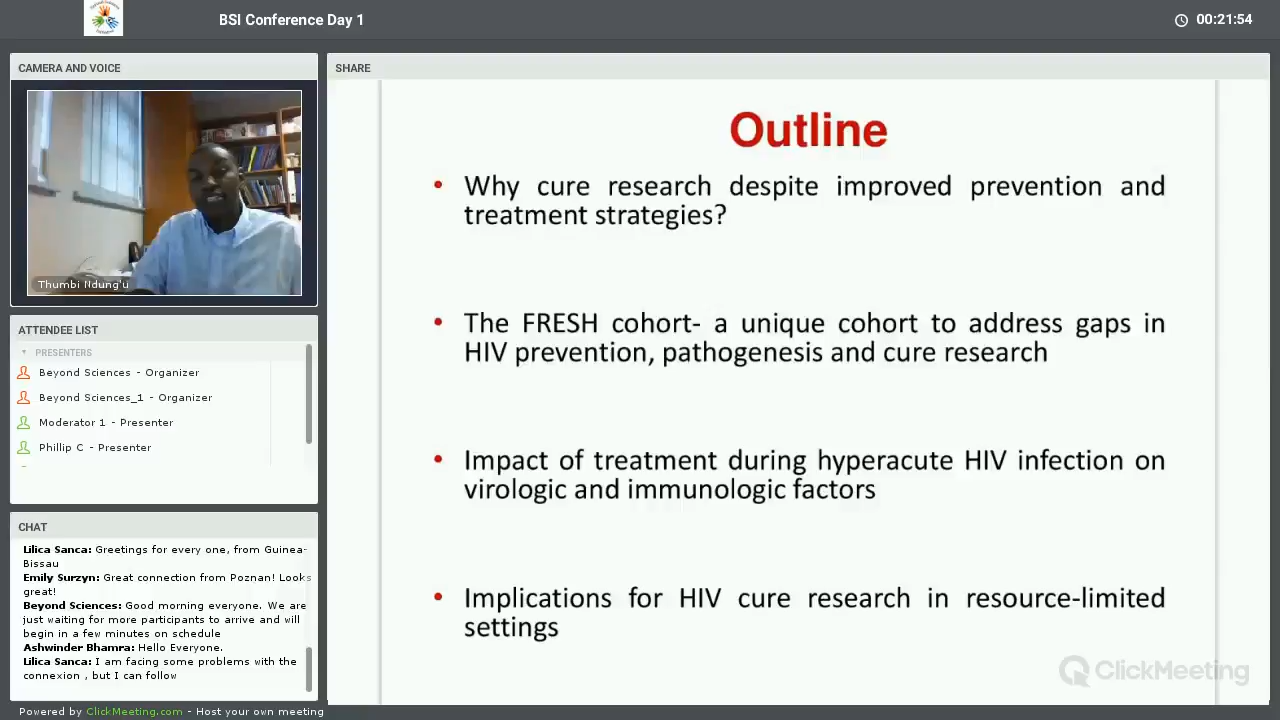 BSI Conference Day 1
00:21:54
CAMERA AND VOICE
Thumbi Ndung'u
ATTENDEE LIST
PRESENTERS
Beyond Sciences - Organizer
Beyond Sciences_1 - Organizer
Moderator 1 - Presenter
Phillip C - Presenter
CHAT
Lilica Sanca: Greetings for every one, from Guinea-
Bissau
Emily Surzyn: Great connection from Poznan! Looks
great!
Beyond Sciences: Good morning everyone. We are
just waiting for more participants to arrive and will
begin in a few minutes on schedule
Ashwinder Bhamra: Hello Everyone.
Lilica Sanca: I am facing some problems with the
connexion , but I can follow
SHARE
Outline
• Why cure research despite improved prevention and
treatment strategies?
• The FRESH cohort- a unique cohort to address gaps in
HIV prevention, pathogenesis and cure research
• Impact of treatment during hyperacute HIV infection on
virologic and immunologic factors
• Implications for HIV cure research in resource-limited
settings
ClickMeeting
Powered by ClickMeeting.com - Host your own meeting